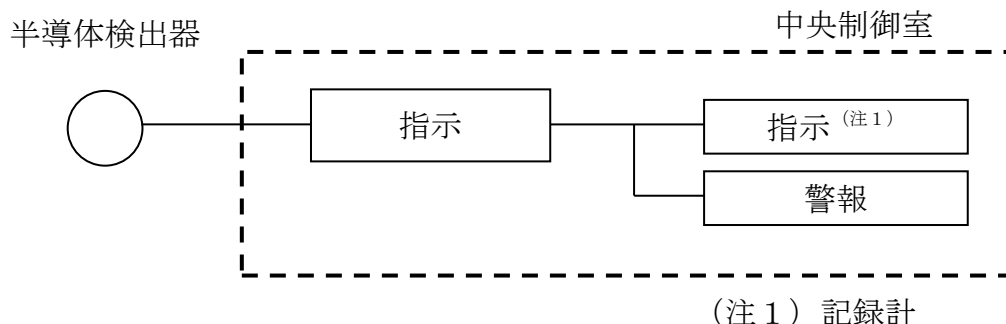 半導体検出器
中央制御室
指示
指示（注１）
警報
（注１）記録計